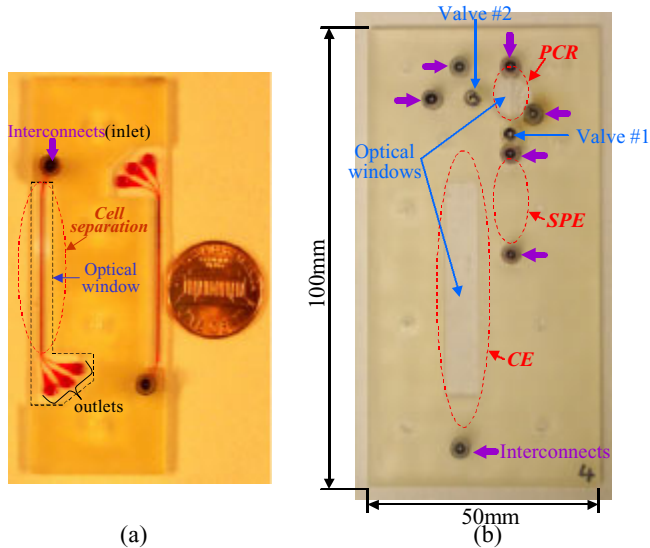 Interconnects(inlet)
Cell
separation
Optical
window
outlets
(a)
Valve #2
PCR
Valve #1
Optical
windows
SPE
CE
Interconnects
100mm
50mm
4
(b)